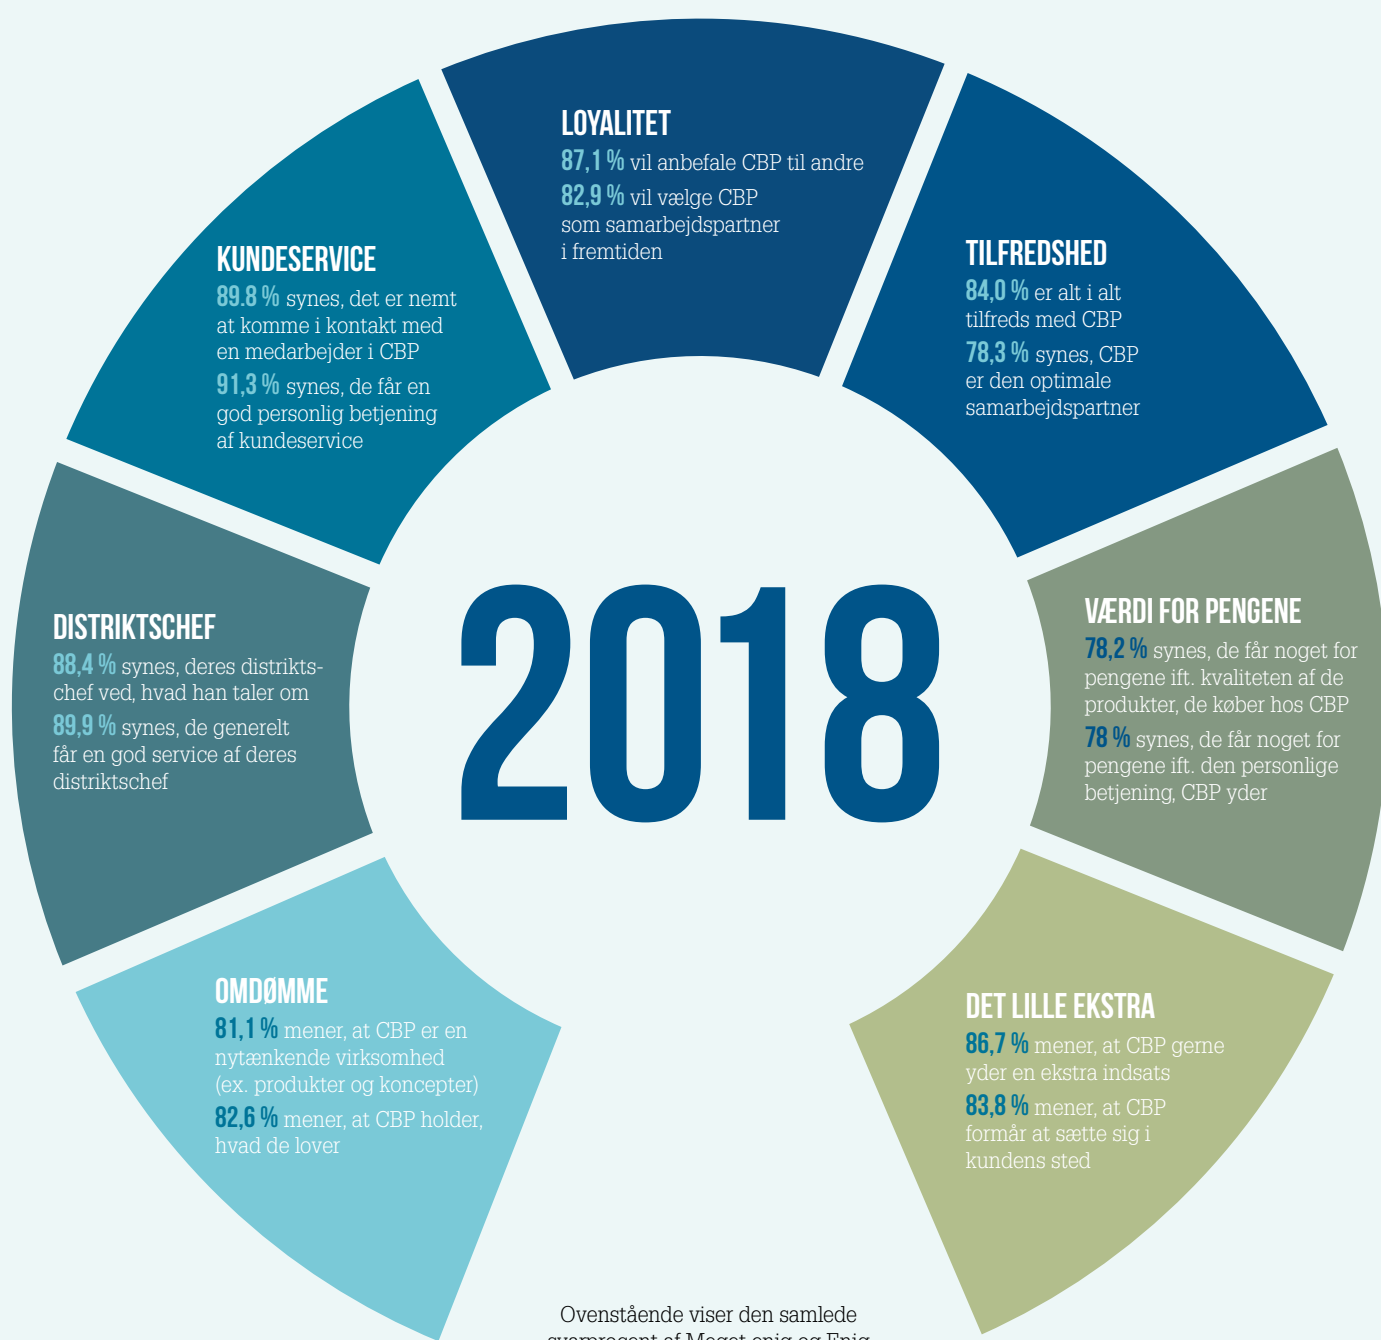 LOYALITET
87,1 % vil anbefale CBP til andre
82,9 % vil vælge CBP
som samarbejdspartner
i fremtiden
KUNDESERVICE
89.8 % synes, det er nemt
at komme i kontakt med
en medarbejder i CBP
91,3 % synes, de får en
god personlig betjening
af kundeservice
TILFREDSHED
84,0 % er alt i alt
tilfreds med CBP
78,3 % synes, CBP
er den optimale
samarbejdspartner
DISTRIKTSCHEF
88,4 % synes, deres distrikts-
chef ved, hvad han taler om
89,9 % synes, de generelt
får en god service af deres
distriktschef
2018
VÆRDI FOR PENGENE
78,2 % synes, de får noget for
pengene ift. kvaliteten af de
produkter, de køber hos CBP
78 % synes, de får noget for
pengene ift. den personlige
betjening, CBP yder
OMDØMME
81,1 % mener, at CBP er en
nytænkende virksomhed
(ex. produkter og koncepter)
82,6 % mener, at CBP holder,
hvad de lover
DET LILLE EKSTRA
86,7 % mener, at CBP gerne
yder en ekstra indsats
83,8 % mener, at CBP
formår at sætte sig i
kundens sted
Ovenstående viser den samlede
svarprocent af Meget enig og Enig